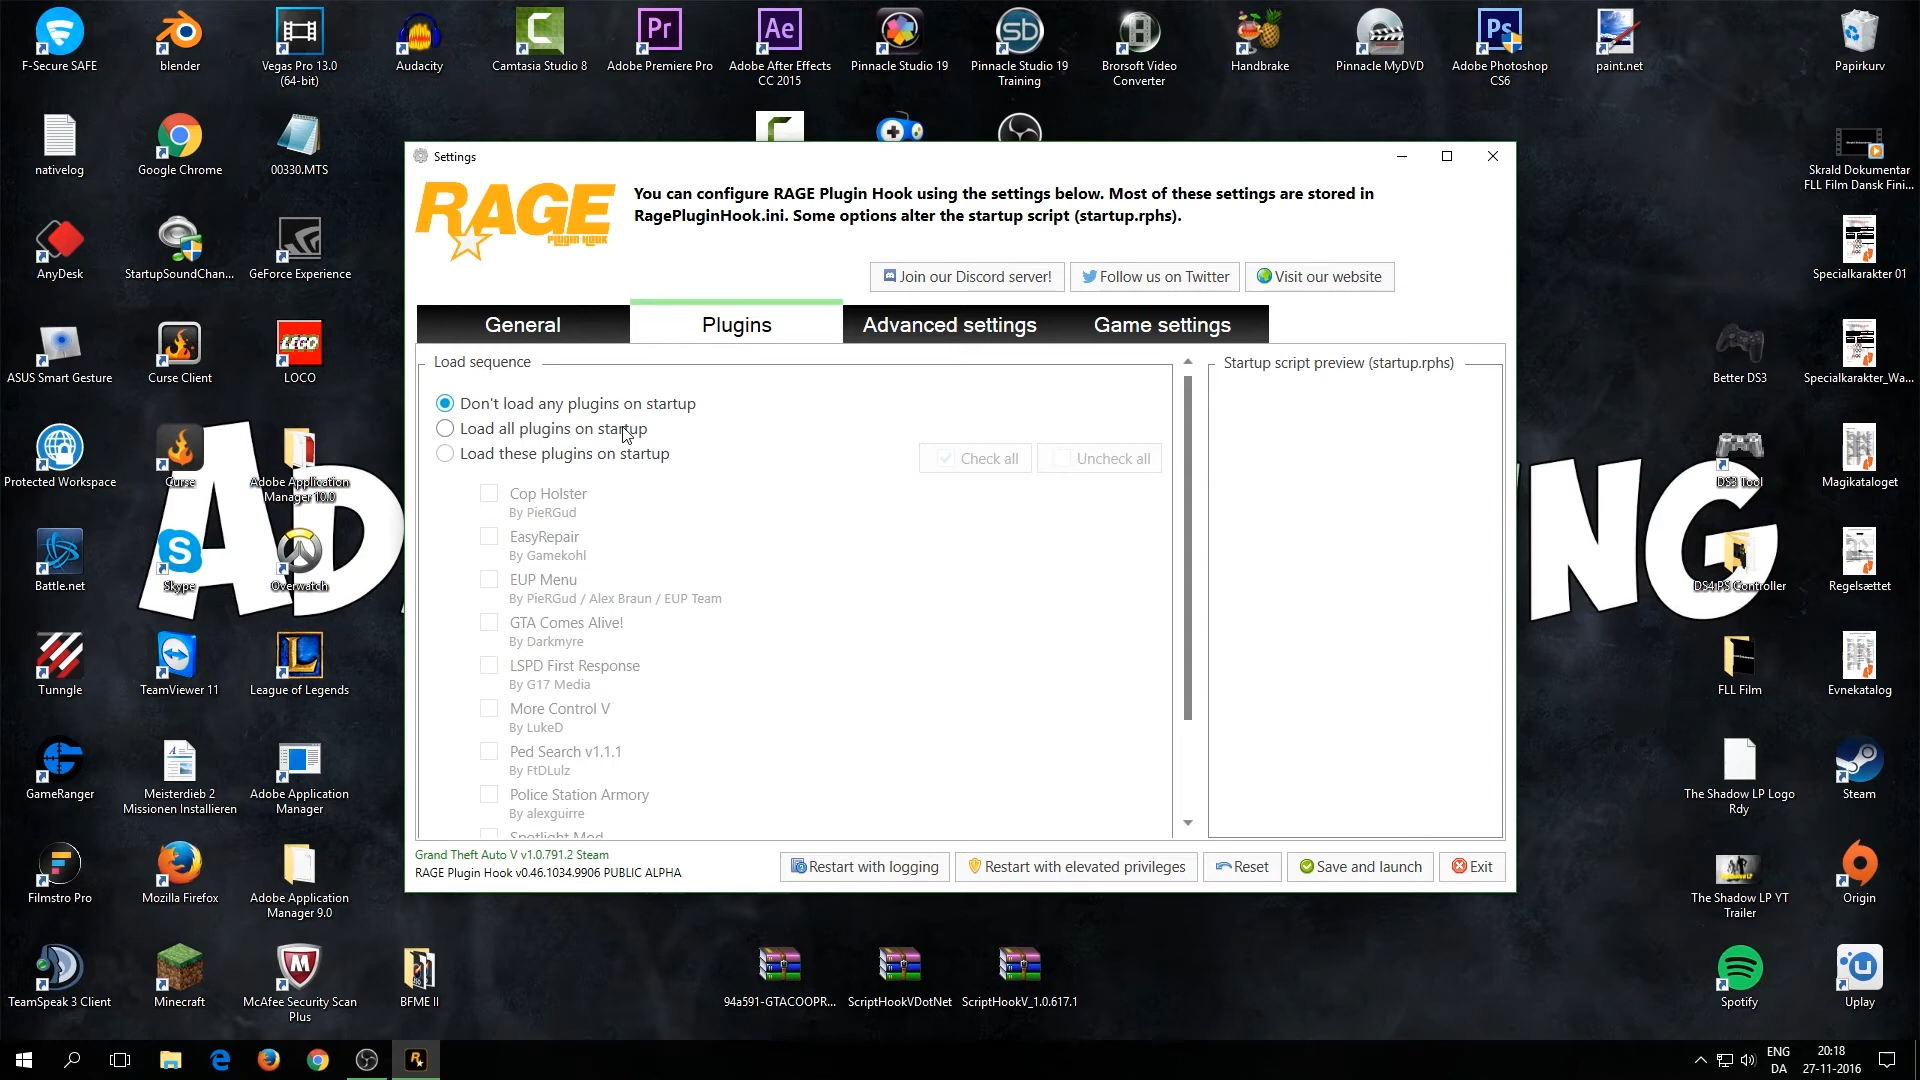 F-Secure SAFE
blender
Vegas Pro 13.0
(64-bit)
Audacity
Camtasia Studio 8
Adobe Premiere Pro
Adobe After Effects
CC 2015
Pinnacle Studio 19
Pinnacle Studio 19
Training
Brorsoft Video
Converter
Handbrake
Pinnacle MyDVD
Adobe Photoshop
CS6
paint.net
Papirkurv
nativelog
Google Chrome
00330.MTS
Skrald Dokumentar
FLL Film Dansk Fini...
AnyDesk
StartupSoundChan...
GeForce Experience
Specialkarakter 01
ASUS Smart Gesture
Curse Client
LEGO
LOCO
Better DS3
Specialkarakter_Wa...
Protected Workspace
Curse
Adobe Application
Manager 10.0
DS3 Tool
Magikataloget
Battle.net
Skype
Overwatch
DS4 PS Controller
Regelsættet
Tunngle
TeamViewer 11
League of Legends
FLL Film
Evnekatalog
GameRanger
Meisterdieb 2
Missionen Installieren
Adobe Application
Manager
The Shadow LP Logo
Rdy
Steam
Filmstro Pro
Mozilla Firefox
Adobe Application
Manager 9.0
The Shadow LP YT
Trailer
Origin
TeamSpeak 3 Client
Minecraft
McAfee Security Scan
Plus
BFME II
94a591-GTACOOPR...
ScriptHookVDotNet
ScriptHookV_1.0.617.1
Spotify
Uplay
Settings
RAGE
PLUGIN HOOK
You can configure RAGE Plugin Hook using the settings below. Most of these settings are stored in
RagePluginHook.ini. Some options alter the startup script (startup.rphs).
Join our Discord server!
Follow us on Twitter
Visit our website
General
Plugins
Advanced settings
Game settings
Load sequence
Startup script preview (startup.rphs)
Don't load any plugins on startup
Load all plugins on startup
Load these plugins on startup
Check all
Uncheck all
Cop Holster
By PieRGud
EasyRepair
By Gamekohl
EUP Menu
By PieRGud / Alex Braun / EUP Team
GTA Comes Alive!
By Darkmyre
LSPD First Response
By G17 Media
More Control V
By LukeD
Ped Search v1.1.1
By FtDLulz
Police Station Armory
By alexguirre
Spotlight Mod
Grand Theft Auto V v1.0.791.2 Steam
RAGE Plugin Hook v0.46.1034.9906 PUBLIC ALPHA
Restart with logging
Restart with elevated privileges
Reset
Save and launch
Exit
ENG
DA
20:18
27-11-2016